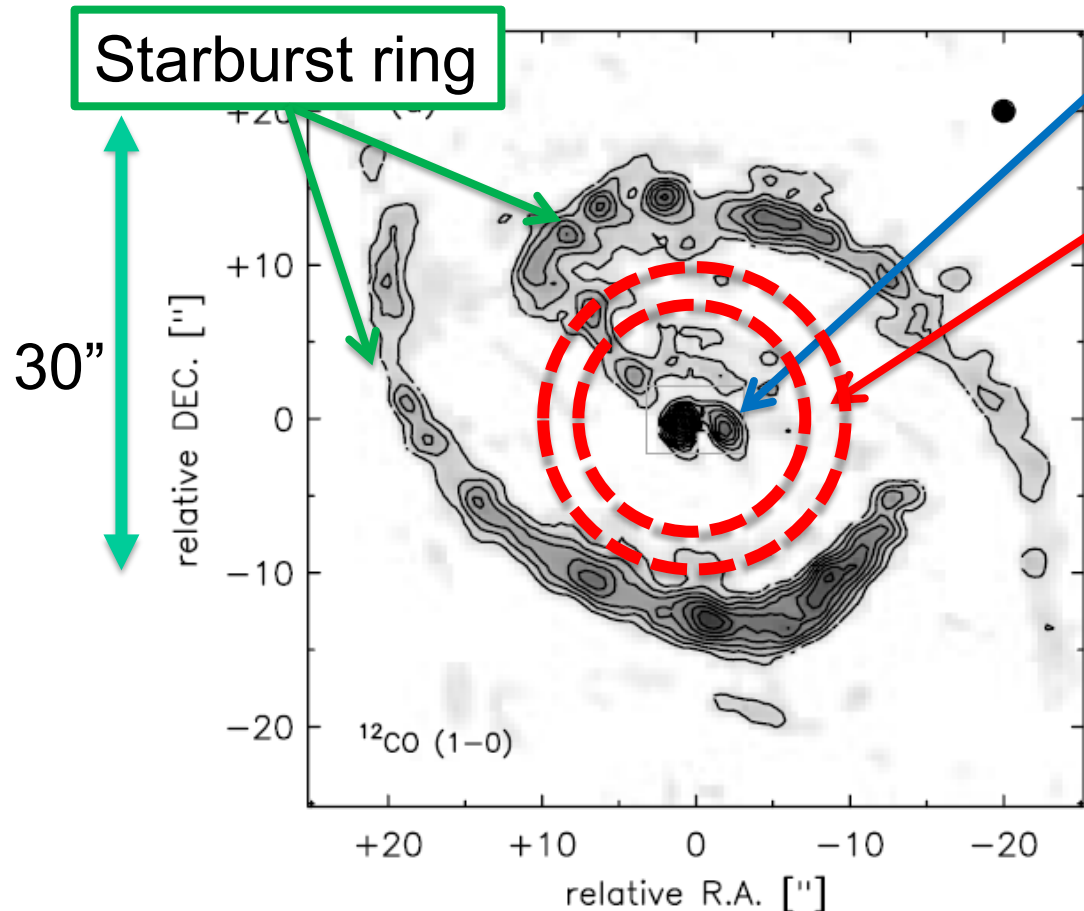 Starburst ring
+20
+10
0
−10
−20
30”
relative DEC. ["]
¹²CO (1−0)
+20 +10 0 −10 −20
relative R.A. ["]